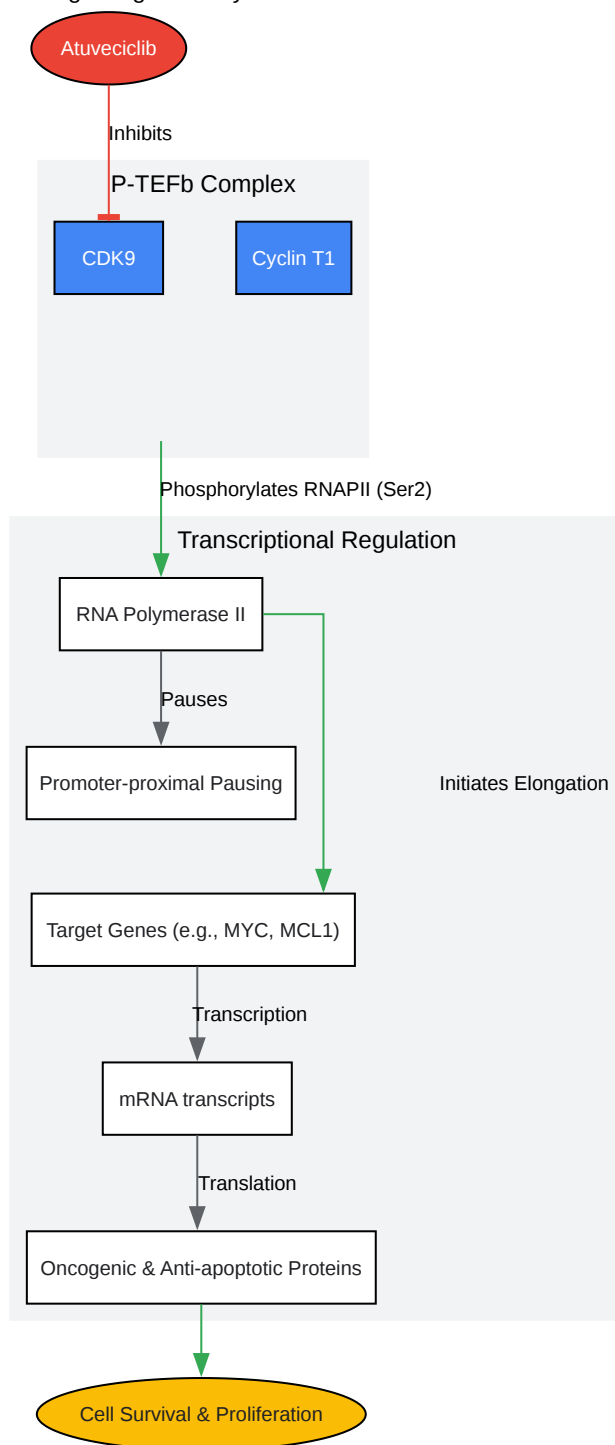 Atuveciclib
Inhibits
P-TEFb Complex
CDK9
Cyclin T1
Phosphorylates RNAPII (Ser2)
Transcriptional Regulation
RNA Polymerase II
Pauses
Promoter-proximal Pausing
Initiates Elongation
Target Genes (e.g., MYC, MCL1)
Transcription
mRNA transcripts
Translation
Oncogenic & Anti-apoptotic Proteins
Cell Survival & Proliferation